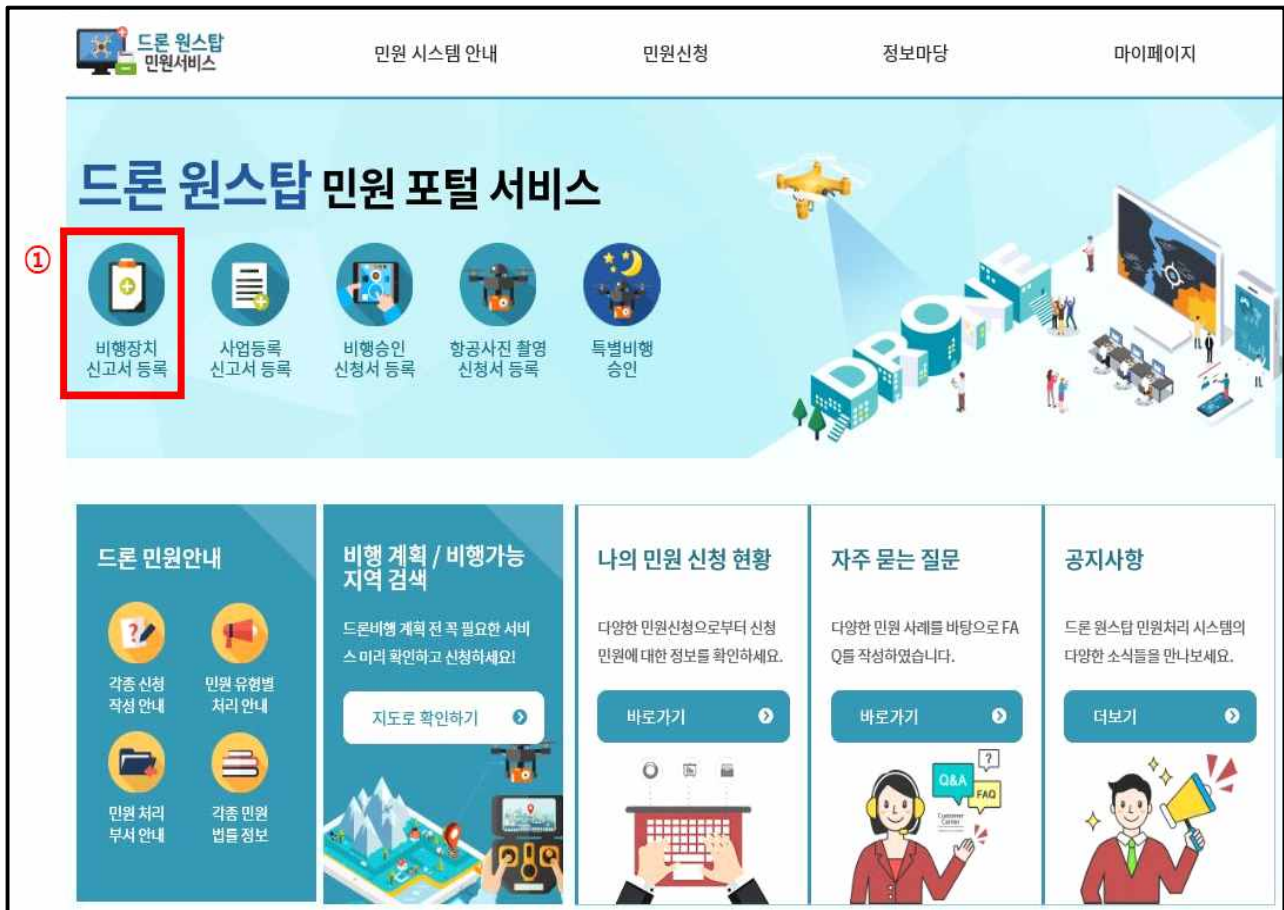 드론 원스탑
민원서비스
민원 시스템 안내
민원신청
정보마당
마이페이지
드론 원스탑 민원 포털 서비스
①
비행장치
신고서 등록
사업등록
신고서 등록
비행승인
신청서 등록
항공사진 촬영
신청서 등록
특별비행
승인
DRONE
드론 민원안내
각종 신청
작성 안내
민원 유형별
처리 안내
민원 처리
부서 안내
각종 민원
법률 정보
비행 계획 / 비행가능
지역 검색
드론비행 계획 전 꼭 필요한 서비
스 미리 확인하고 신청하세요!
지도로 확인하기
나의 민원 신청 현황
다양한 민원신청으로부터 신청
민원에 대한 정보를 확인하세요.
바로가기
자주 묻는 질문
다양한 민원 사례를 바탕으로 FA
Q를 작성하였습니다.
바로가기
?
Q&A
FAQ
Customer
Center
공지사항
드론 원스탑 민원처리 시스템의
다양한 소식들을 만나보세요.
더보기